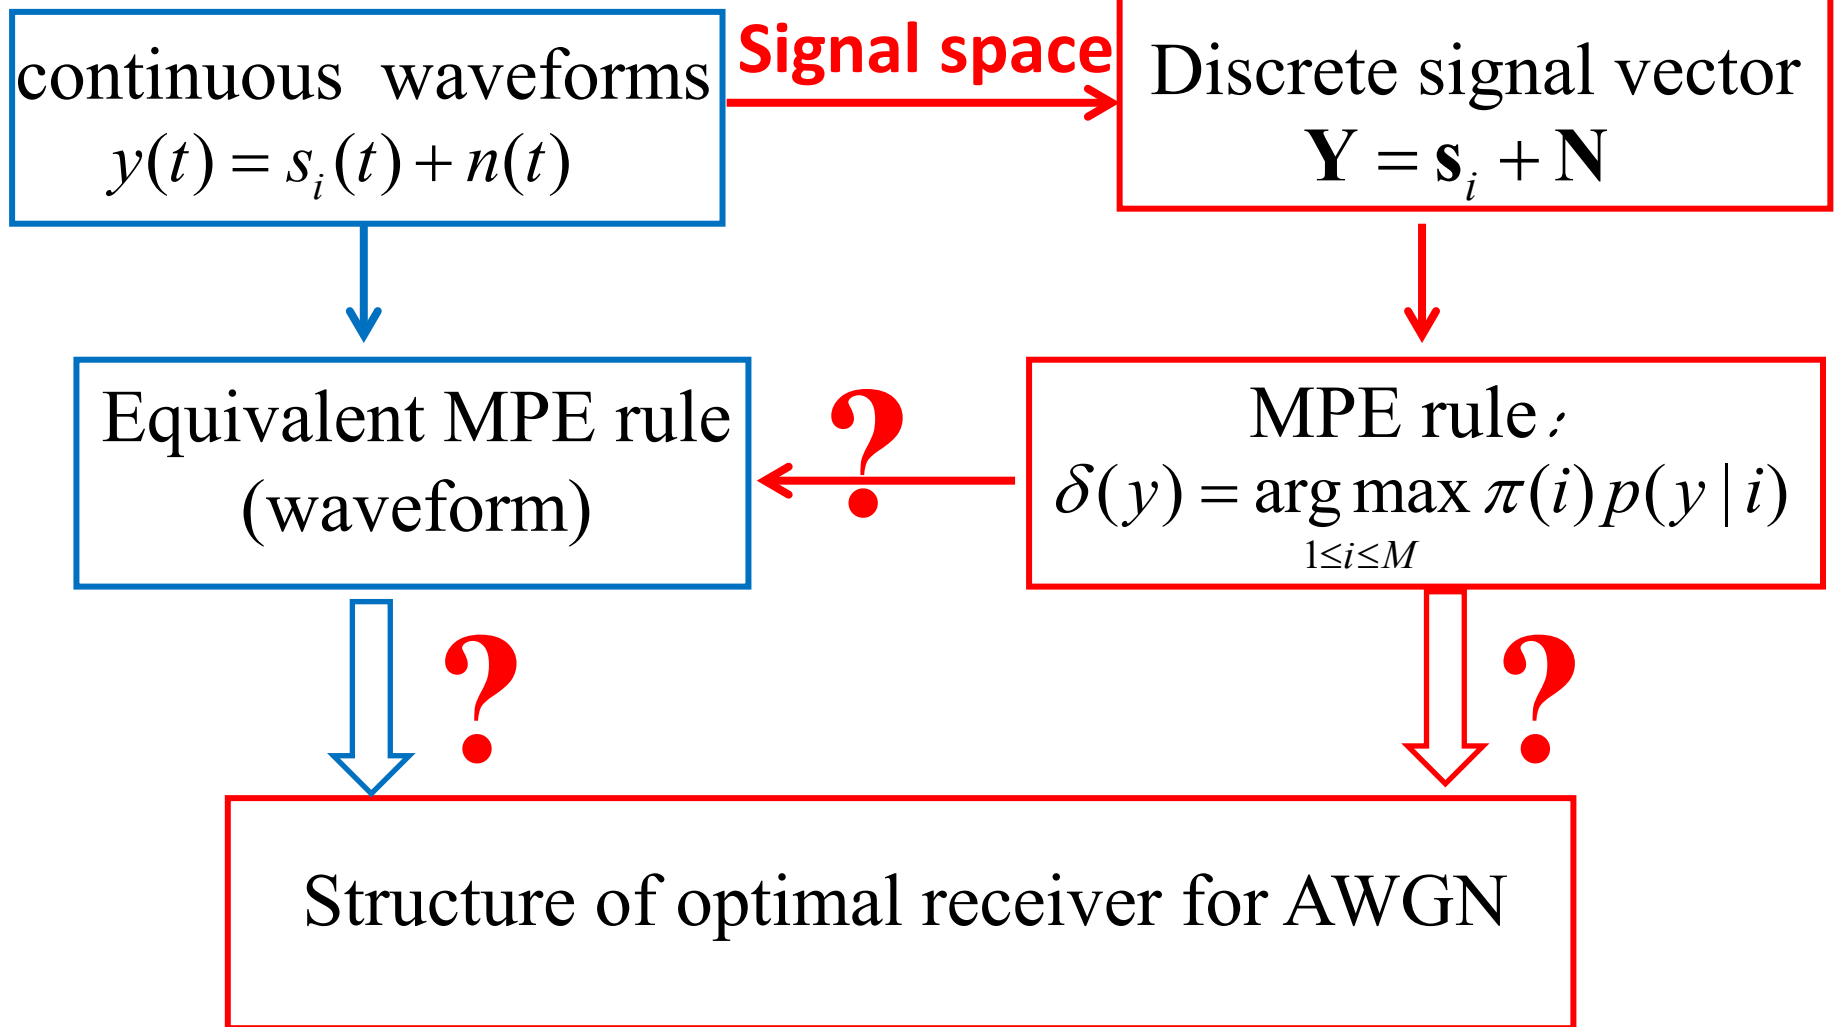 continuous waveforms
y(t) = s_i(t) + n(t)
Signal space
Discrete signal vector
Y = s_i + N
Equivalent MPE rule
(waveform)
?
MPE rule:
δ(y) = arg max π(i) p(y | i)
1≤i≤M
?
?
Structure of optimal receiver for AWGN